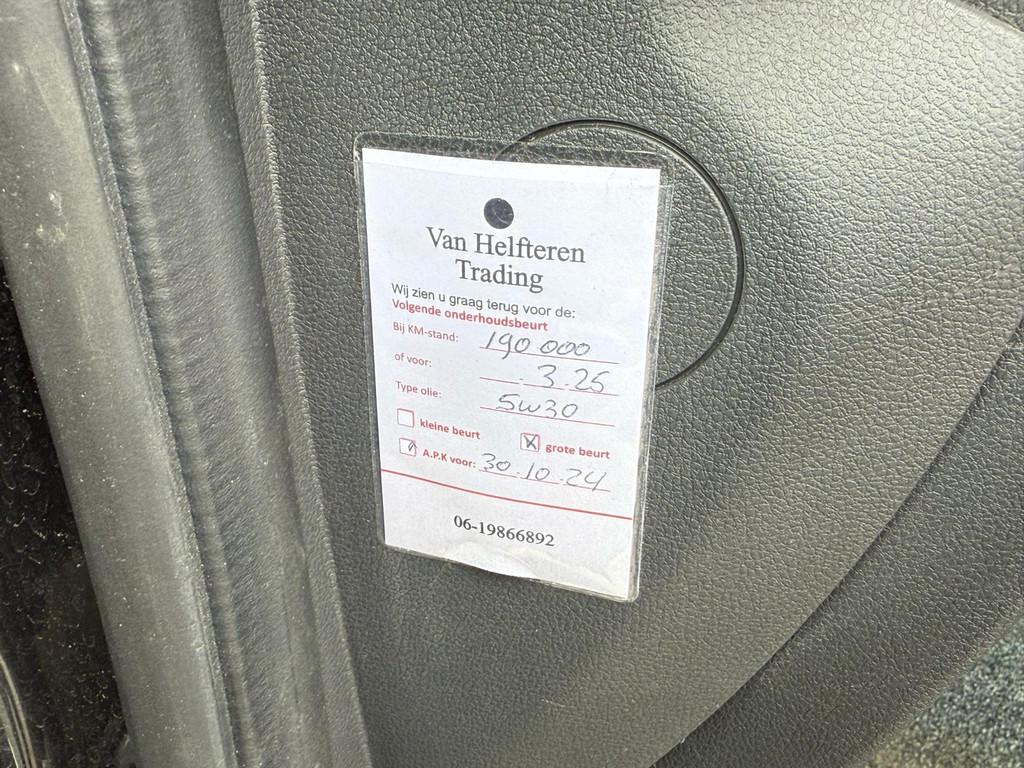 Van Helfteren
Trading
Wij zien u graag terug voor de:
Volgende onderhoudsbeurt
Bij KM-stand: 190.000
of voor: 3.25
Type olie: 5W30
kleine beurt grote beurt
A.P.K voor: 30.10.24
06-19866892